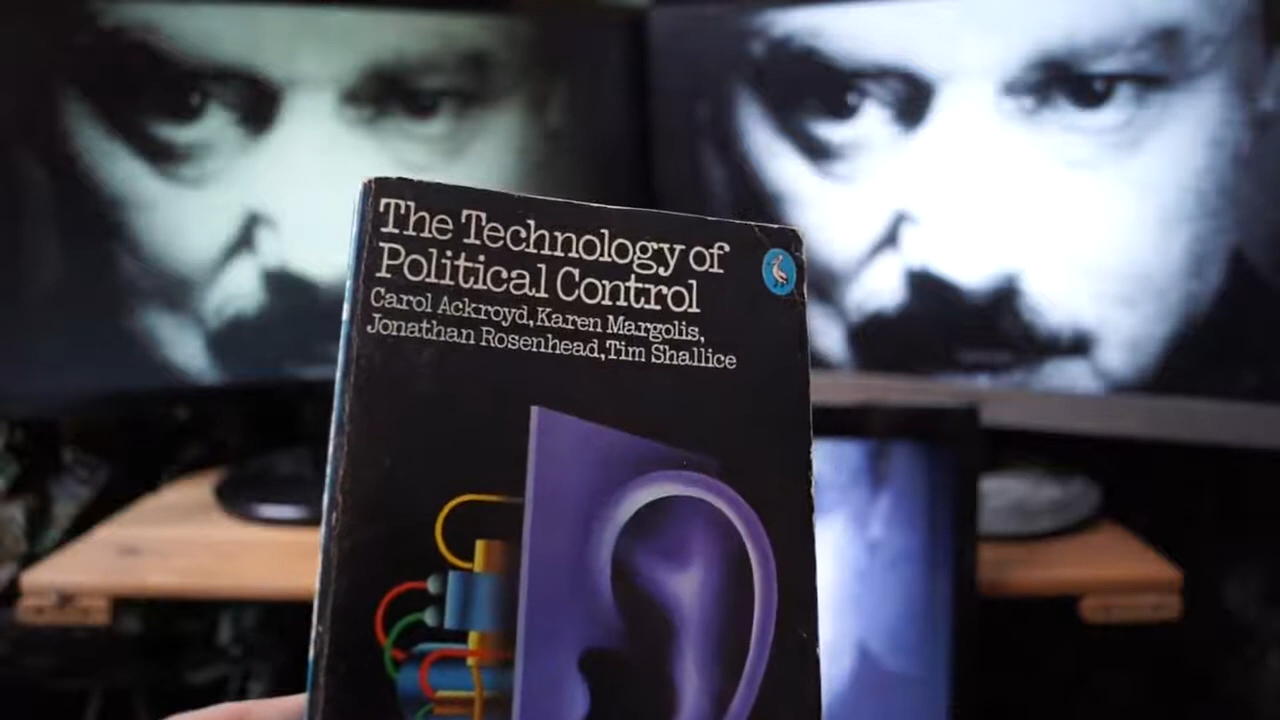 The Technology of
Political Control
Carol Ackroyd, Karen Margolis,
Jonathan Rosenhead, Tim Shallice